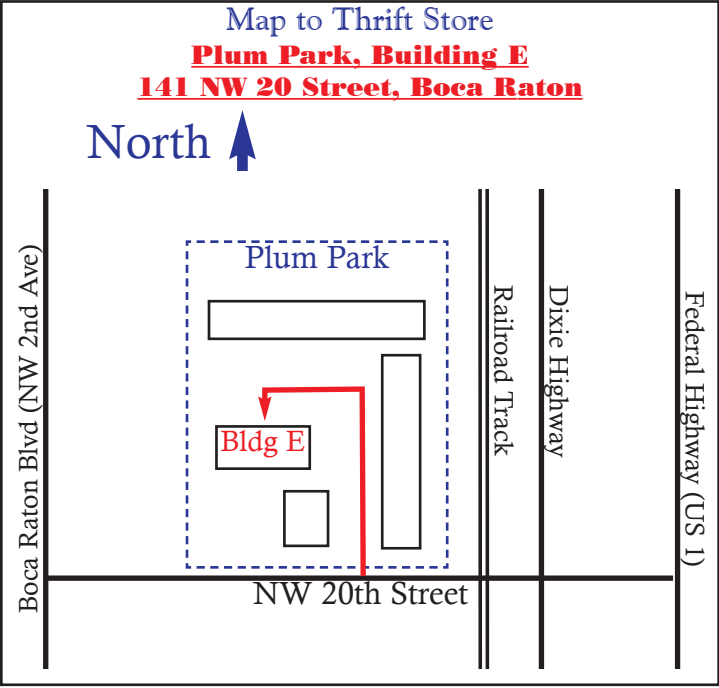 Map to Thrift Store
Plum Park, Building E
141 NW 20 Street, Boca Raton
North
Plum Park
Boca Raton Blvd (NW 2nd Ave)
Railroad Track
Dixie Highway
Federal Highway (US 1)
Bldg E
NW 20th Street